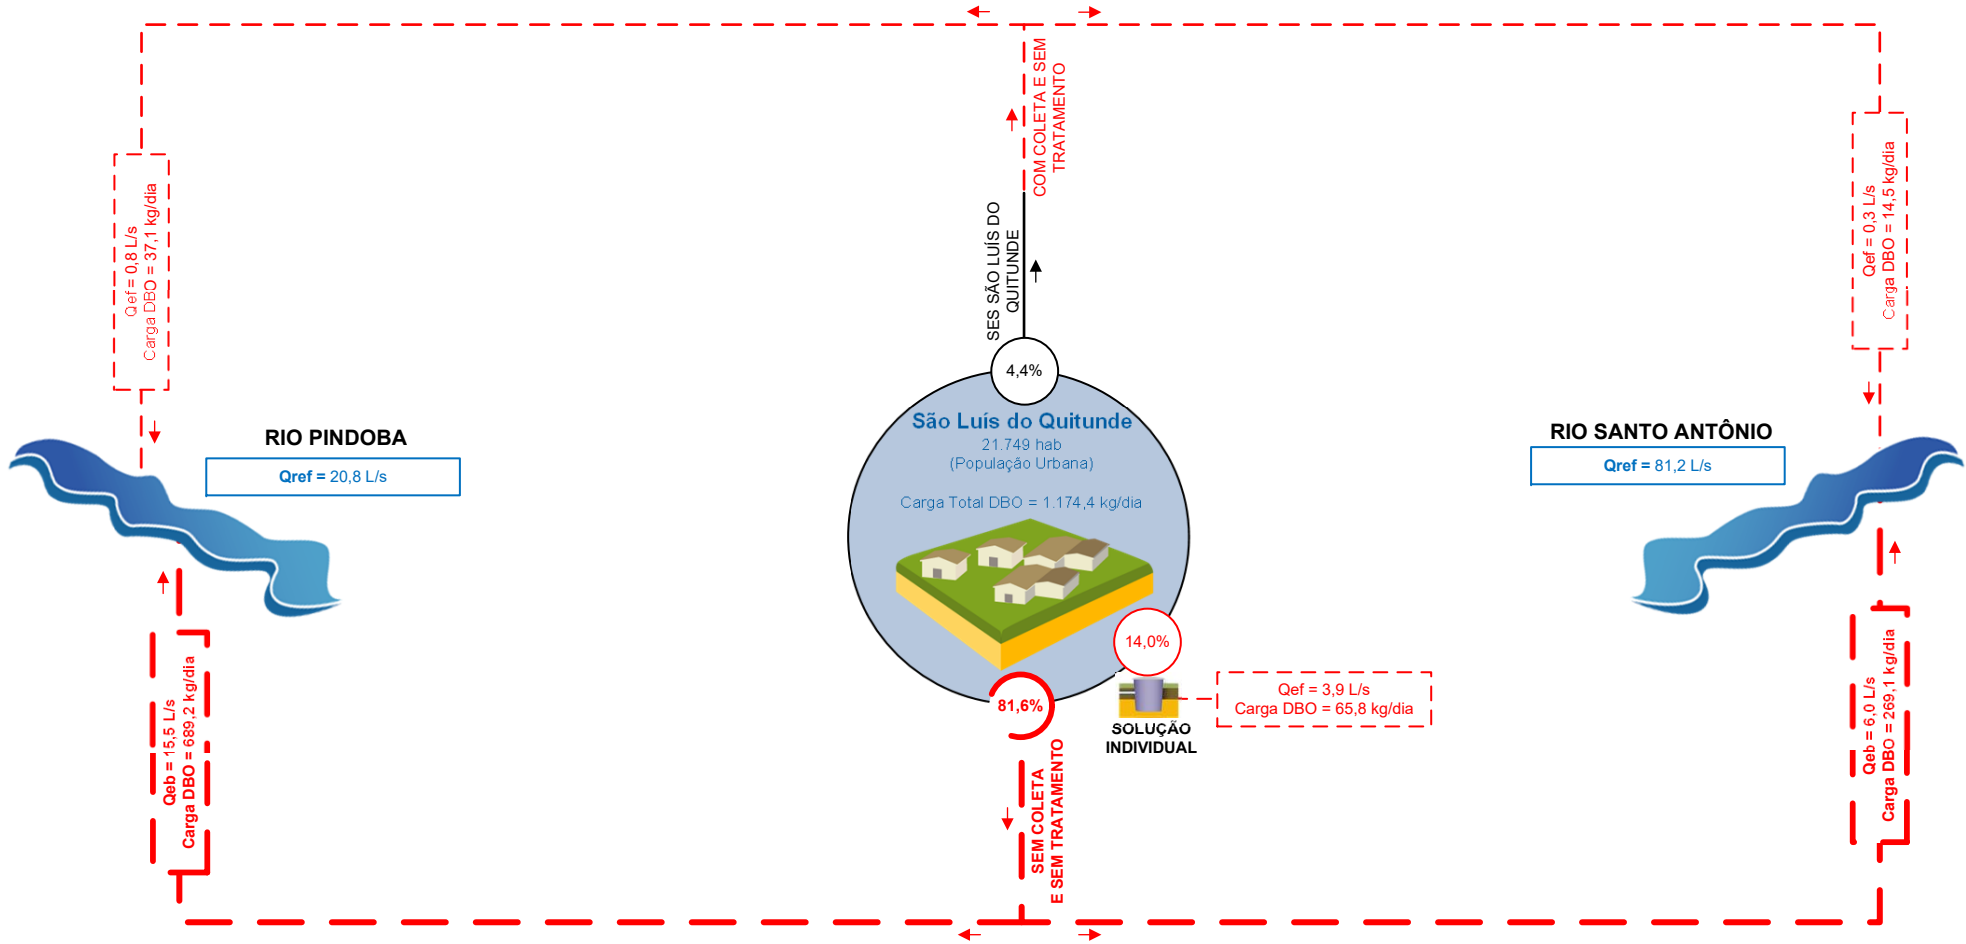 COM COLETA E SEM
TRATAMENTO
Qef = 0,8 L/s
Carga DBO = 37,1 kg/dia
Qef = 0,3 L/s
Carga DBO = 14,5 kg/dia
SES SÃO LUÍS DO
QUITUNDE
4,4%
RIO PINDOBA
Qref = 20,8 L/s
São Luís do Quitunde
21.749 hab
(População Urbana)
Carga Total DBO = 1.174,4 kg/dia
RIO SANTO ANTÔNIO
Qref = 81,2 L/s
14,0%
81,6%
Qef = 3,9 L/s
Carga DBO = 65,8 kg/dia
SOLUÇÃO
INDIVIDUAL
Qeb = 15,5 L/s
Carga DBO = 689,2 kg/dia
SEM COLETA
E SEM TRATAMENTO
Qeb = 6,0 L/s
Carga DBO = 269,1 kg/dia